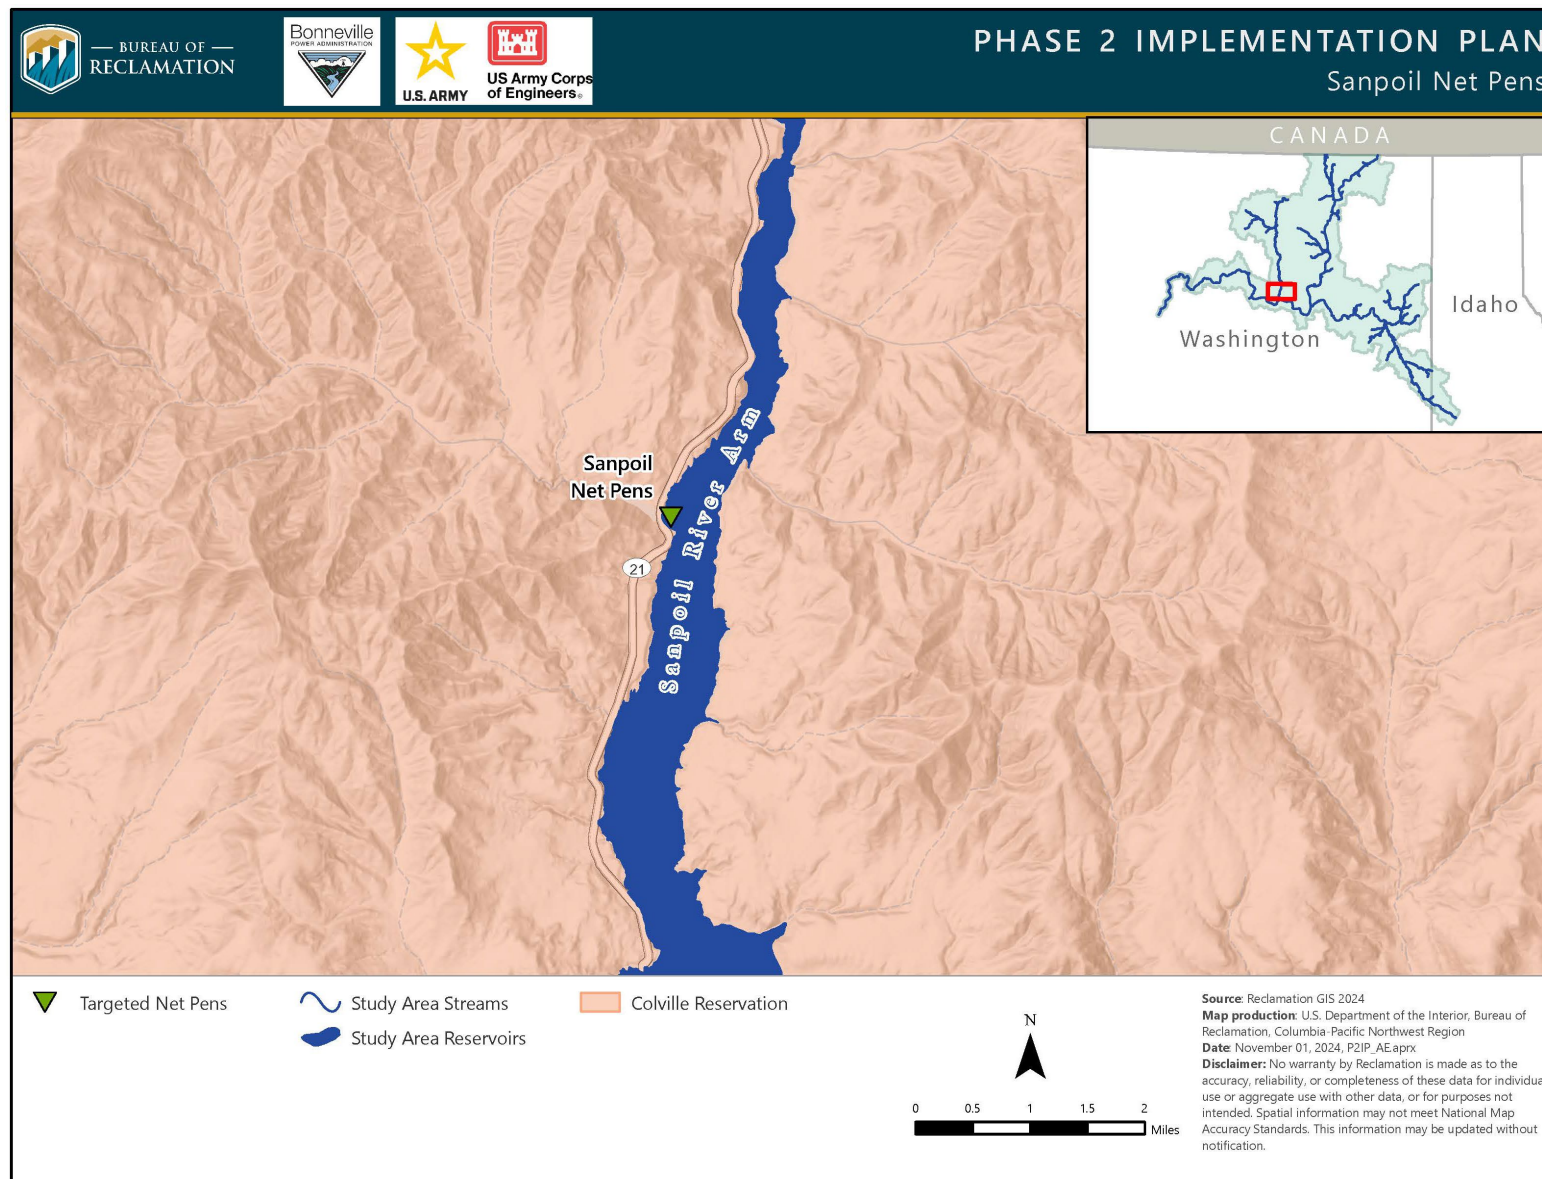 BUREAU OF
RECLAMATION
Bonneville
POWER ADMINISTRATION
U.S. ARMY
US Army Corps
of Engineers®
PHASE 2 IMPLEMENTATION PLAN
Sanpoil Net Pens
CANADA
Washington
Idaho
Sanpoil
Net Pens
21
Sanpoil River Arm
Targeted Net Pens
Study Area Streams
Study Area Reservoirs
Colville Reservation
N
0 0.5 1 1.5 2
Miles
Source: Reclamation GIS 2024
Map production: U.S. Department of the Interior, Bureau of
Reclamation, Columbia-Pacific Northwest Region
Date: November 01, 2024, P2IP_AE.aprx
Disclaimer: No warranty by Reclamation is made as to the
accuracy, reliability, or completeness of these data for individua
use or aggregate use with other data, or for purposes not
intended. Spatial information may not meet National Map
Accuracy Standards. This information may be updated without
notification.